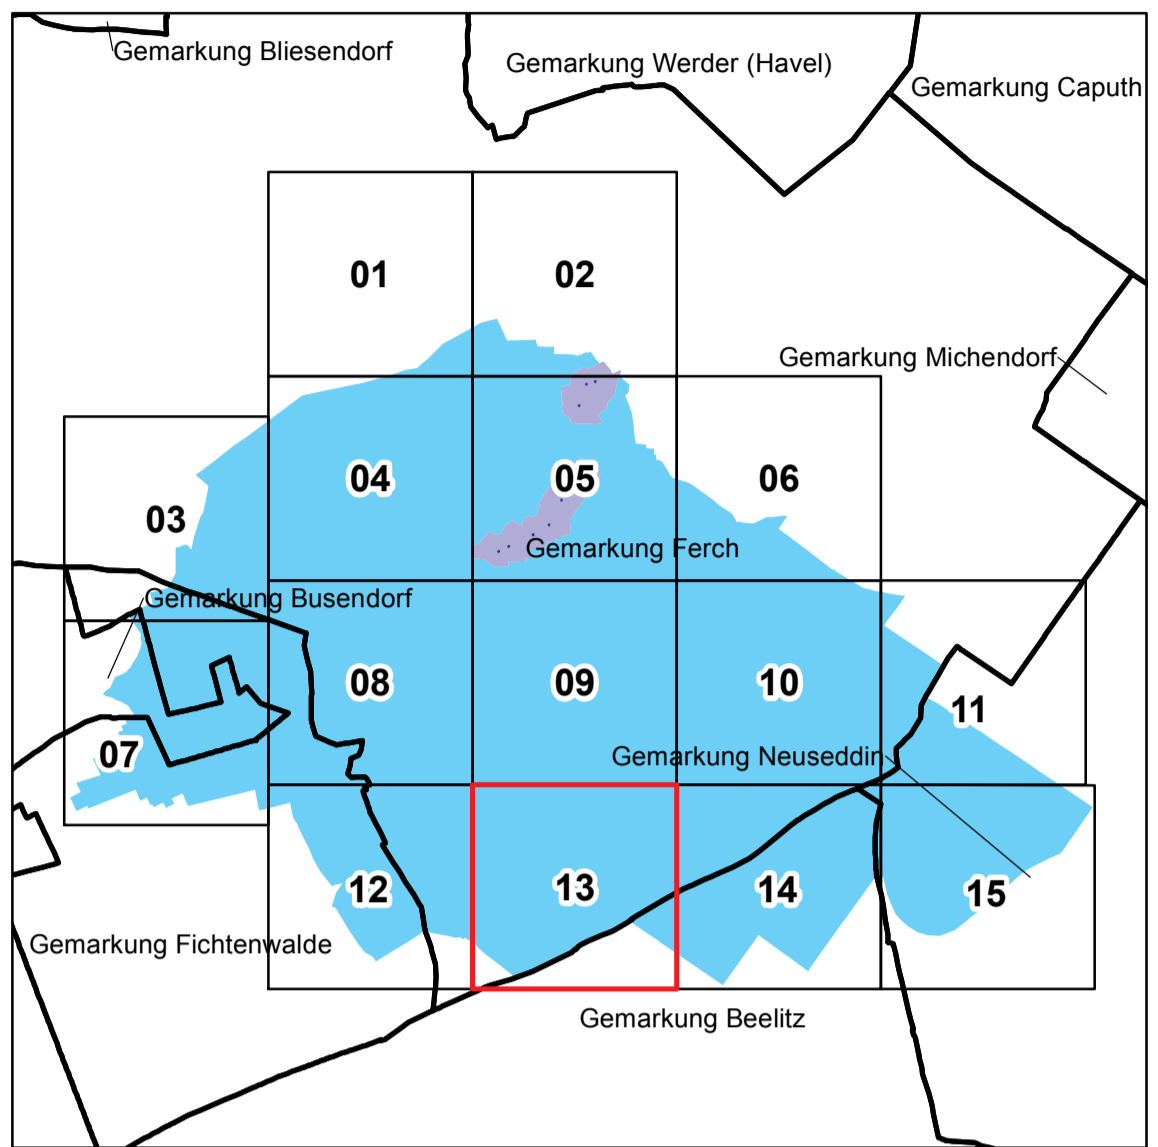 Gemarkung Bliesendorf
Gemarkung Werder (Havel)
Gemarkung Caputh
01
02
Gemarkung Michendorf
03
04
05
06
Gemarkung Ferch
Gemarkung Busendorf
07
08
09
10
11
Gemarkung Neuseddin
12
13
14
15
Gemarkung Fichtenwalde
Gemarkung Beelitz